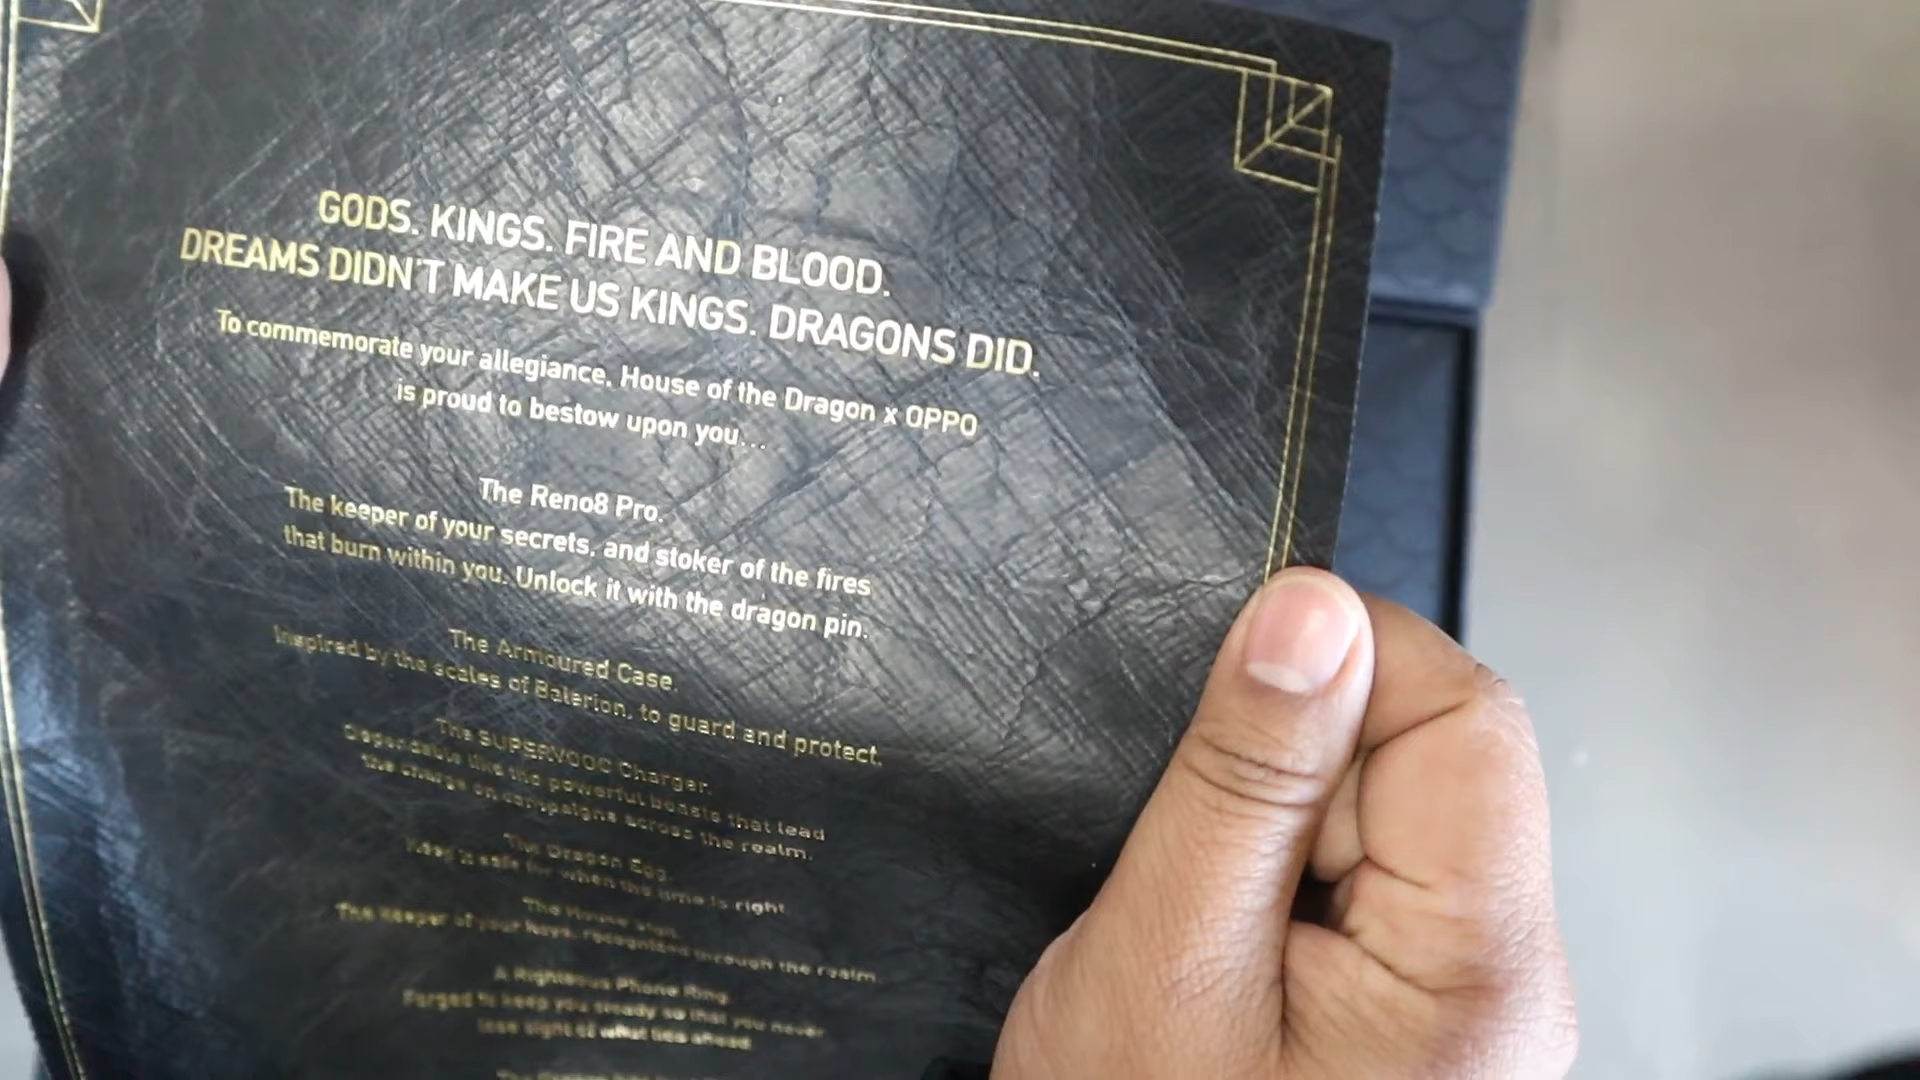 GODS. KINGS. FIRE AND BLOOD.
DREAMS DIDN'T MAKE US KINGS. DRAGONS DID.
To commemorate your allegiance, House of the Dragon x OPPO
is proud to bestow upon you...
The Reno8 Pro.
The keeper of your secrets, and stoker of the fires
that burn within you. Unlock it with the dragon pin.
The Armoured Case.
Inspired by the scales of Balerion, to guard and protect.
The SUPERVOOC Charger.
Dependable like the powerful beasts that lead
the charge on campaigns across the realm.
The Dragon Egg.
Keep it safe for when the time is right
The House
The keeper of your keys, recognised through the realm
A Righteous Phone Ring
Forged to keep you steady so that you never
lose sight of what lies ahead
The